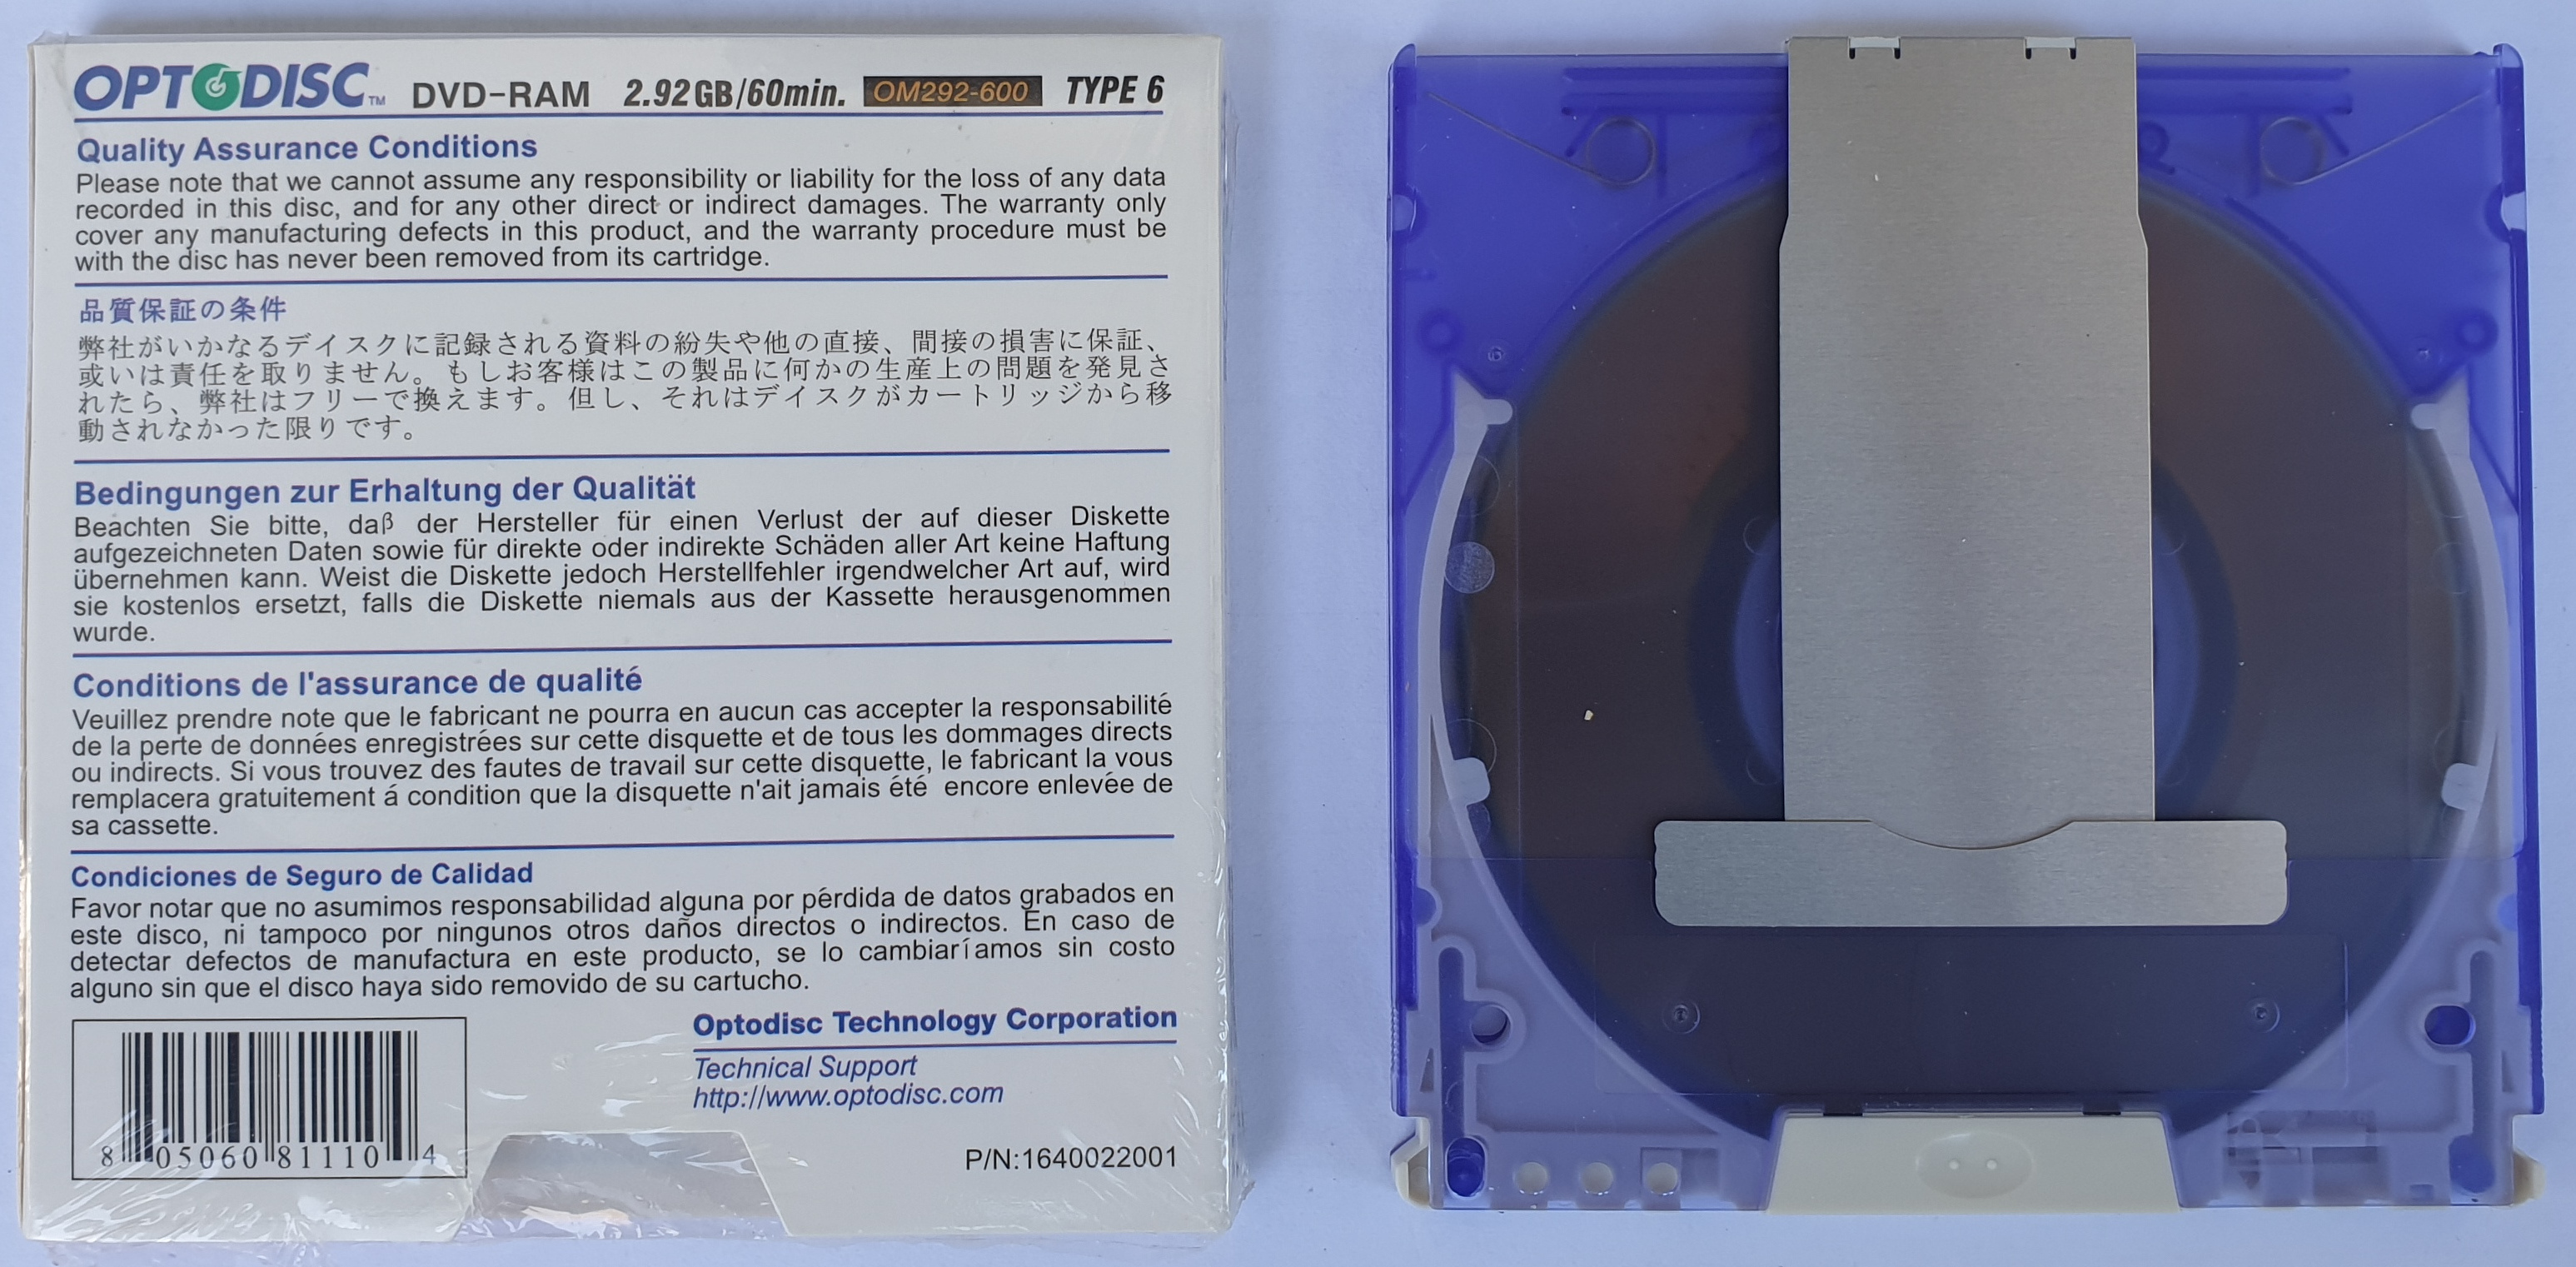 OPTODISC™ DVD-RAM 2.92GB/60min. OM292-600 TYPE 6
Quality Assurance Conditions
Please note that we cannot assume any responsibility or liability for the loss of any data
recorded in this disc, and for any other direct or indirect damages. The warranty only
cover any manufacturing defects in this product, and the warranty procedure must be
with the disc has never been removed from its cartridge.
品質保証の条件
弊社がいかなるデイスクに記録される資料の紛失や他の直接、間接の損害に保証、
或いは責任を取りません。もしお客様はこの製品に何かの生産上の問題を発見さ
れたら、弊社はフリーで換えます。但し、それはデイスクがカートリッジから移
動されなかった限りです。
Bedingungen zur Erhaltung der Qualität
Beachten Sie bitte, daβ der Hersteller für einen Verlust der auf dieser Diskette
aufgezeichneten Daten sowie für direkte oder indirekte Schäden aller Art keine Haftung
übernehmen kann. Weist die Diskette jedoch Herstellfehler irgendwelcher Art auf, wird
sie kostenlos ersetzt, falls die Diskette niemals aus der Kassette herausgenommen
wurde.
Conditions de l'assurance de qualité
Veuillez prendre note que le fabricant ne pourra en aucun cas accepter la responsabilité
de la perte de données enregistrées sur cette disquette et de tous les dommages directs
ou indirects. Si vous trouvez des fautes de travail sur cette disquette, le fabricant la vous
remplacera gratuitement á condition que la disquette n'ait jamais été encore enlevée de
sa cassette.
Condiciones de Seguro de Calidad
Favor notar que no asumimos responsabilidad alguna por pérdida de datos grabados en
este disco, ni tampoco por ningunos otros daños directos o indirectos. En caso de
detectar defectos de manufactura en este producto, se lo cambiaríamos sin costo
alguno sin que el disco haya sido removido de su cartucho.
Optodisc Technology Corporation
Technical Support
http://www.optodisc.com
8 05060 81110 4
P/N:1640022001